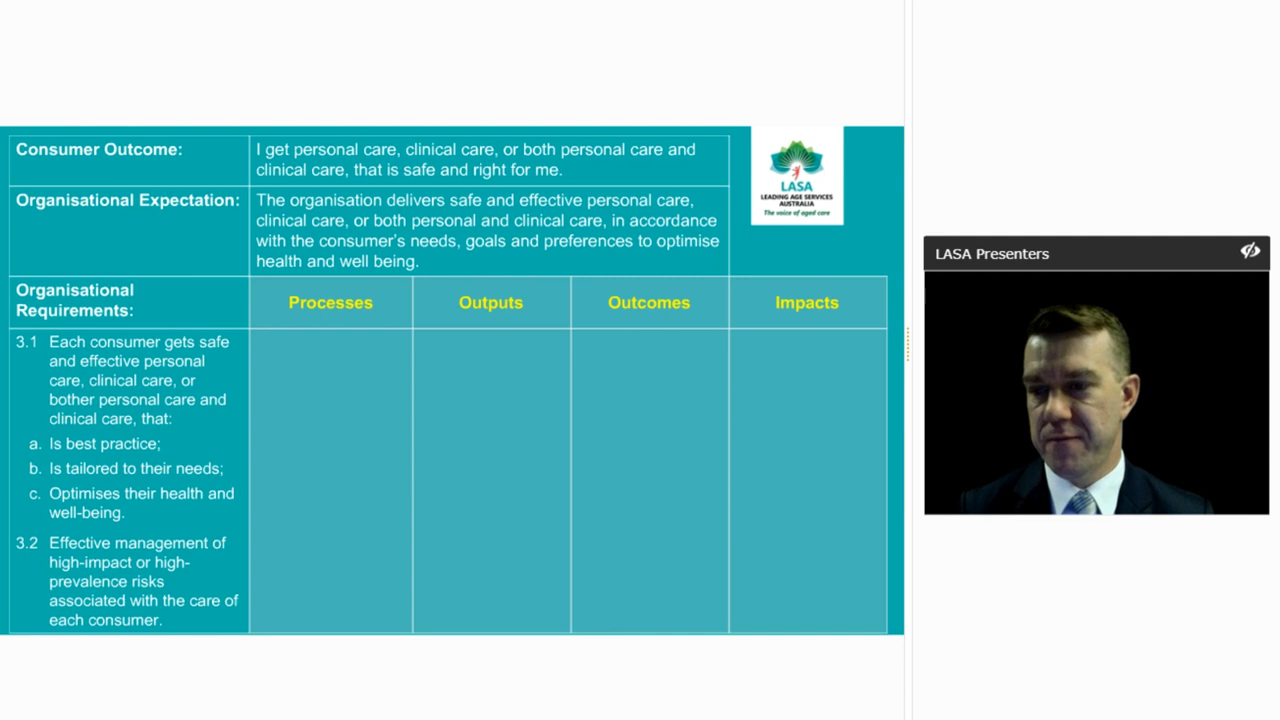 Consumer Outcome:
I get personal care, clinical care, or both personal care and
clinical care, that is safe and right for me.
Organisational Expectation:
The organisation delivers safe and effective personal care,
clinical care, or both personal and clinical care, in accordance
with the consumer's needs, goals and preferences to optimise
health and well being.
LASA
LEADING AGE SERVICES
AUSTRALIA
The voice of aged care
Organisational
Requirements:
Processes
Outputs
Outcomes
Impacts
3.1 Each consumer gets safe
and effective personal
care, clinical care, or
bother personal care and
clinical care, that:
a. Is best practice;
b. Is tailored to their needs;
c. Optimises their health and
well-being.
3.2 Effective management of
high-impact or high-
prevalence risks
associated with the care of
each consumer.
LASA Presenters